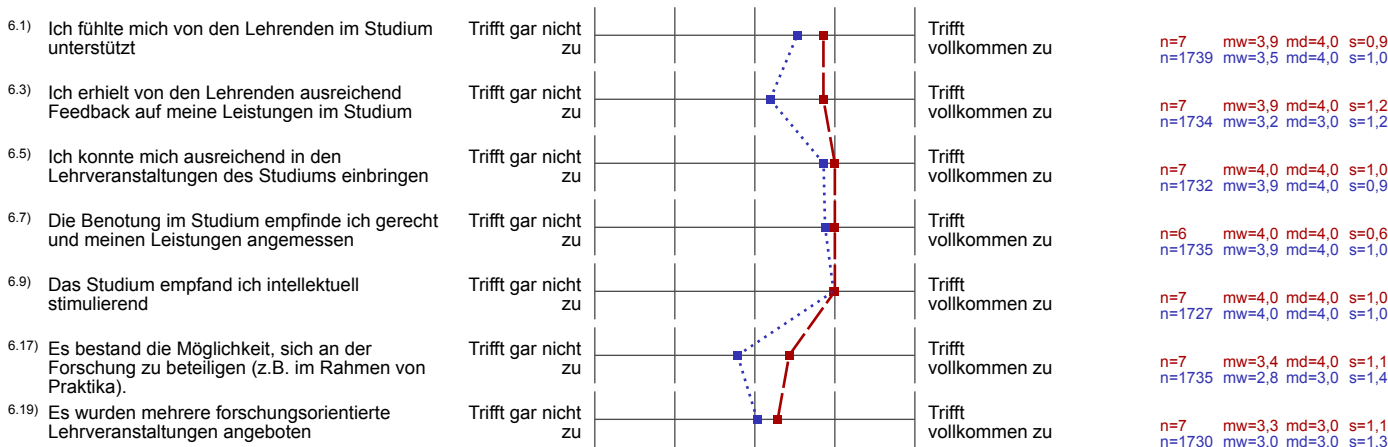 6.1) Ich fühlte mich von den Lehrenden im Studium
unterstützt
Trifft gar nicht
zu
Trifft
vollkommen zu
n=7 mw=3,9 md=4,0 s=0,9
n=1739 mw=3,5 md=4,0 s=1,0
6.3) Ich erhielt von den Lehrenden ausreichend
Feedback auf meine Leistungen im Studium
Trifft gar nicht
zu
Trifft
vollkommen zu
n=7 mw=3,9 md=4,0 s=1,2
n=1734 mw=3,2 md=3,0 s=1,2
6.5) Ich konnte mich ausreichend in den
Lehrveranstaltungen des Studiums einbringen
Trifft gar nicht
zu
Trifft
vollkommen zu
n=7 mw=4,0 md=4,0 s=1,0
n=1732 mw=3,9 md=4,0 s=0,9
6.7) Die Benotung im Studium empfinde ich gerecht
und meinen Leistungen angemessen
Trifft gar nicht
zu
Trifft
vollkommen zu
n=6 mw=4,0 md=4,0 s=0,6
n=1735 mw=3,9 md=4,0 s=1,0
6.9) Das Studium empfand ich intellektuell
stimulierend
Trifft gar nicht
zu
Trifft
vollkommen zu
n=7 mw=4,0 md=4,0 s=1,0
n=1727 mw=4,0 md=4,0 s=1,0
6.17) Es bestand die Möglichkeit, sich an der
Forschung zu beteiligen (z.B. im Rahmen von
Praktika).
Trifft gar nicht
zu
Trifft
vollkommen zu
n=7 mw=3,4 md=4,0 s=1,1
n=1735 mw=2,8 md=3,0 s=1,4
6.19) Es wurden mehrere forschungsorientierte
Lehrveranstaltungen angeboten
Trifft gar nicht
zu
Trifft
vollkommen zu
n=7 mw=3,3 md=3,0 s=1,1
n=1730 mw=3,0 md=3,0 s=1,3